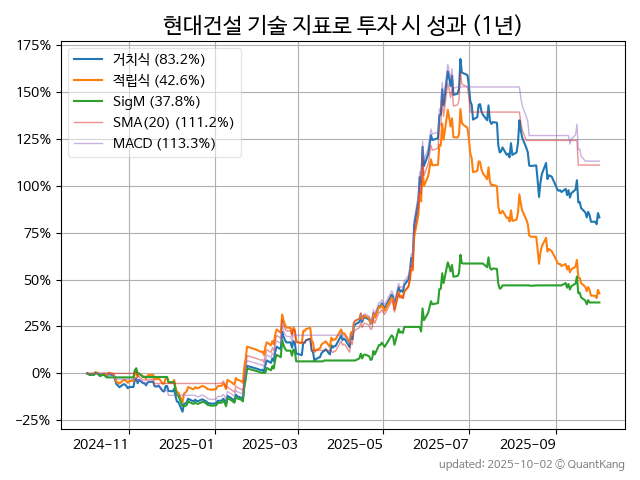 현대건설 기술 지표로 투자 시 성과 (1년)
175%
150%
125%
100%
75%
50%
25%
0%
−25%
거치식 (83.2%)
적립식 (42.6%)
SigM (37.8%)
SMA(20) (111.2%)
MACD (113.3%)
2024-11
2025-01
2025-03
2025-05
2025-07
2025-09
updated: 2025-10-02 © QuantKang